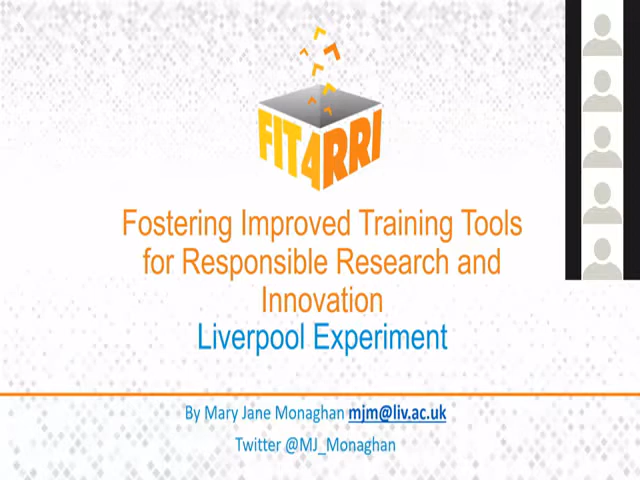 FIT4RRI
Fostering Improved Training Tools
for Responsible Research and
Innovation
Liverpool Experiment
By Mary Jane Monaghan mjm@liv.ac.uk
Twitter @MJ_Monaghan